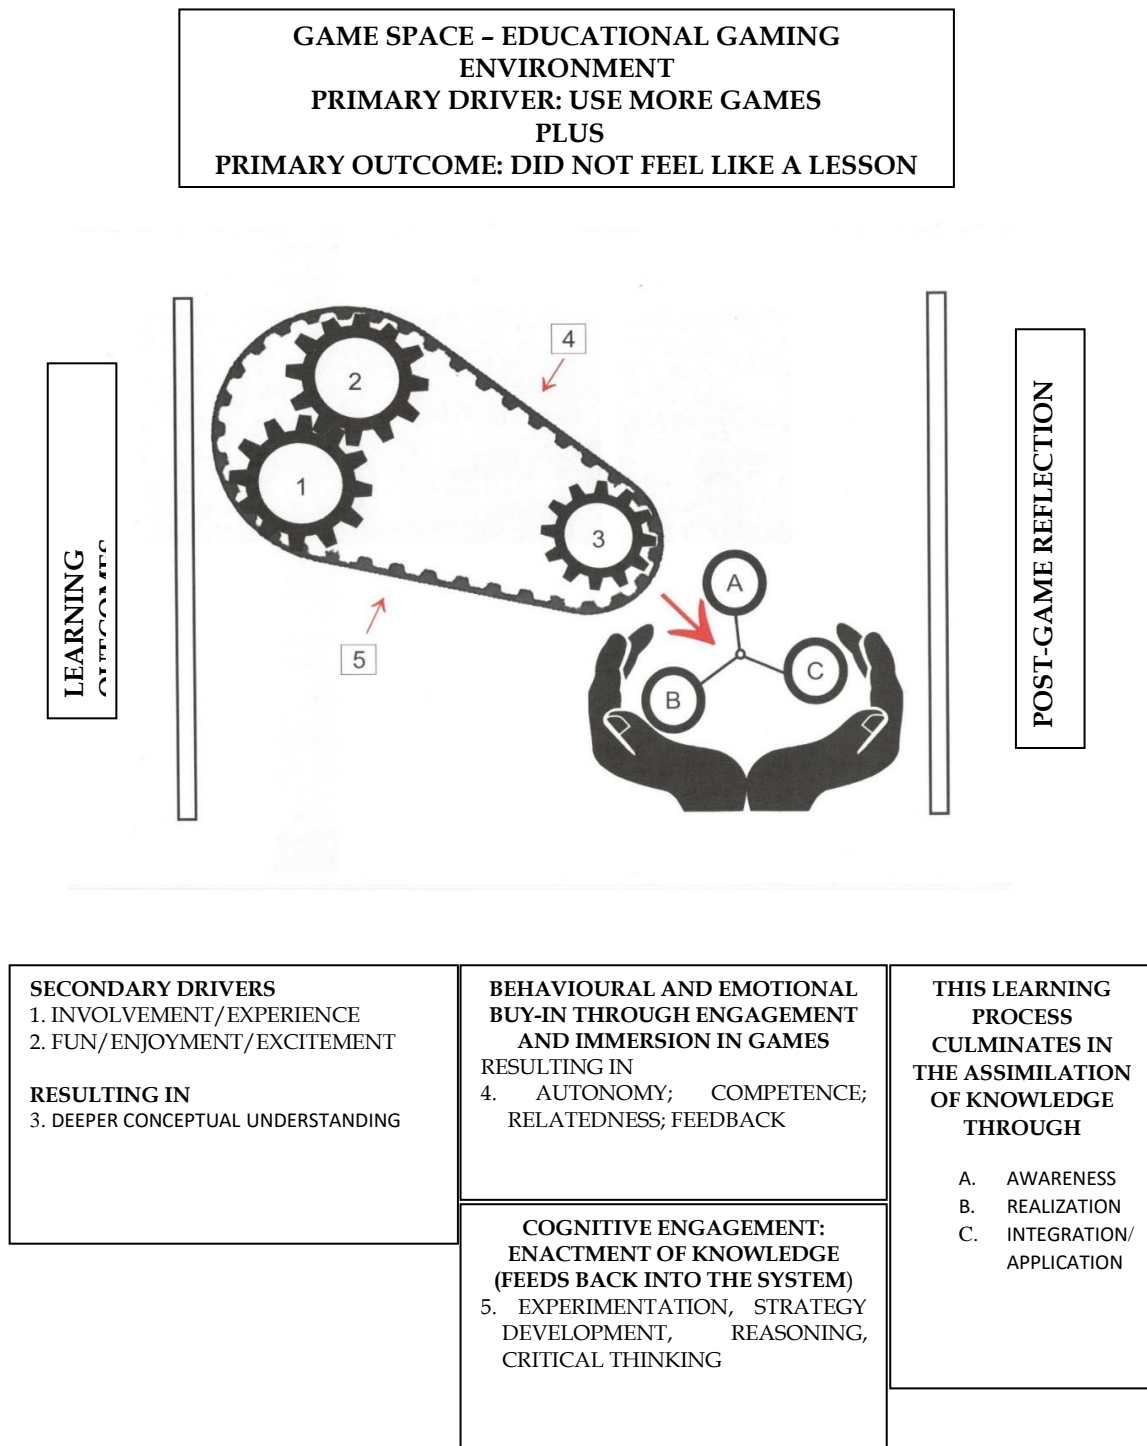 GAME SPACE – EDUCATIONAL GAMING
ENVIRONMENT
PRIMARY DRIVER: USE MORE GAMES
PLUS
PRIMARY OUTCOME: DID NOT FEEL LIKE A LESSON
LEARNING
OUTCOMES
2
1
4
3
5
A
B
C
POST-GAME REFLECTION
SECONDARY DRIVERS
1. INVOLVEMENT/EXPERIENCE
2. FUN/ENJOYMENT/EXCITEMENT
RESULTING IN
3. DEEPER CONCEPTUAL UNDERSTANDING
BEHAVIOURAL AND EMOTIONAL
BUY-IN THROUGH ENGAGEMENT
AND IMMERSION IN GAMES
RESULTING IN
4. AUTONOMY; COMPETENCE;
RELATEDNESS; FEEDBACK
COGNITIVE ENGAGEMENT:
ENACTMENT OF KNOWLEDGE
(FEEDS BACK INTO THE SYSTEM)
5. EXPERIMENTATION, STRATEGY
DEVELOPMENT, REASONING,
CRITICAL THINKING
THIS LEARNING
PROCESS
CULMINATES IN
THE ASSIMILATION
OF KNOWLEDGE
THROUGH
A. AWARENESS
B. REALIZATION
C. INTEGRATION/
APPLICATION